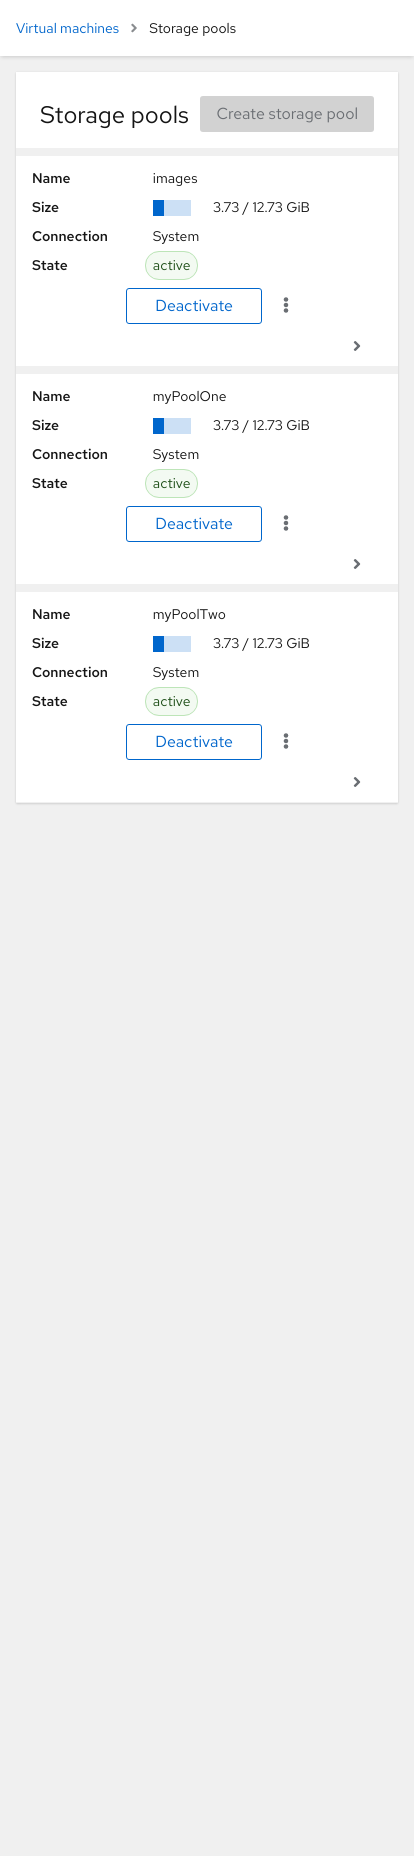 Virtual machines > Storage pools
Storage pools Create storage pool
Name images
Size 3.73 / 12.73 GiB
Connection System
State active
Deactivate
Name myPoolOne
Size 3.73 / 12.73 GiB
Connection System
State active
Deactivate
Name myPoolTwo
Size 3.73 / 12.73 GiB
Connection System
State active
Deactivate